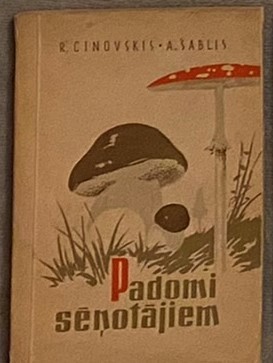 R. CINOVSKIS • A. ŠABLIS
Padomi
sēņotājiem